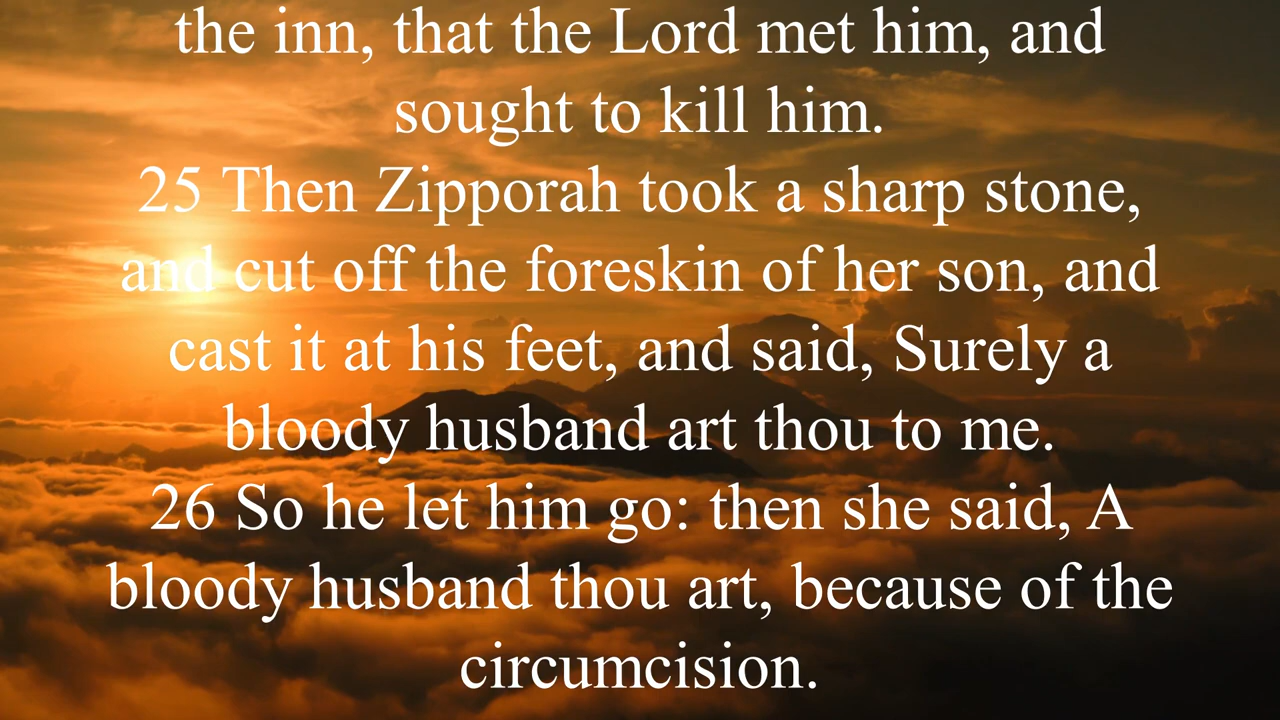 the inn, that the Lord met him, and
sought to kill him.
25 Then Zipporah took a sharp stone,
and cut off the foreskin of her son, and
cast it at his feet, and said, Surely a
bloody husband art thou to me.
26 So he let him go: then she said, A
bloody husband thou art, because of the
circumcision.